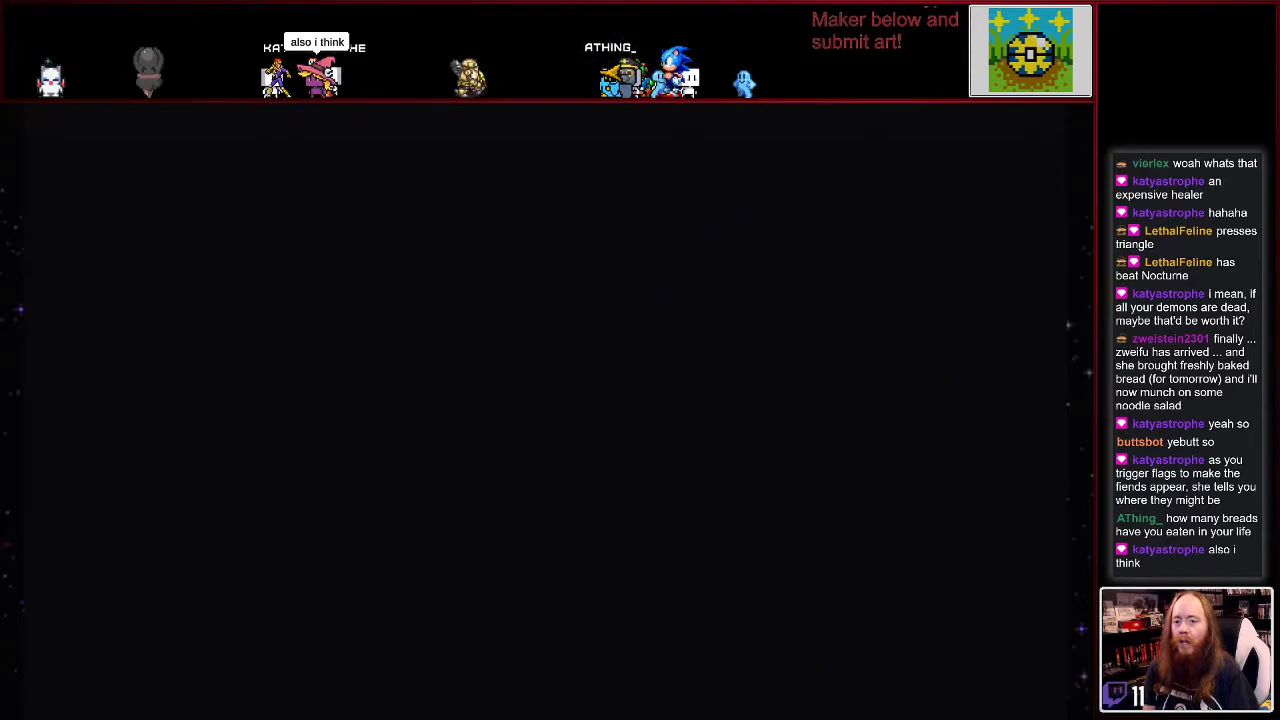 Maker below and
submit art!
also i think
KA
HE
ATHING_
vierlex woah whats that
katyastrophe an
expensive healer
katyastrophe hahaha
LethalFeline presses
triangle
LethalFeline has
beat Nocturne
katyastrophe i mean, if
all your demons are dead,
maybe that'd be worth it?
zweistein2301 finally ...
zweifu has arrived ... and
she brought freshly baked
bread (for tomorrow) and i'll
now munch on some
noodle salad
katyastrophe yeah so
buttsbot yebutt so
katyastrophe as you
trigger flags to make the
fiends appear, she tells you
where they might be
AThing_ how many breads
have you eaten in your life
katyastrophe also i
think
11